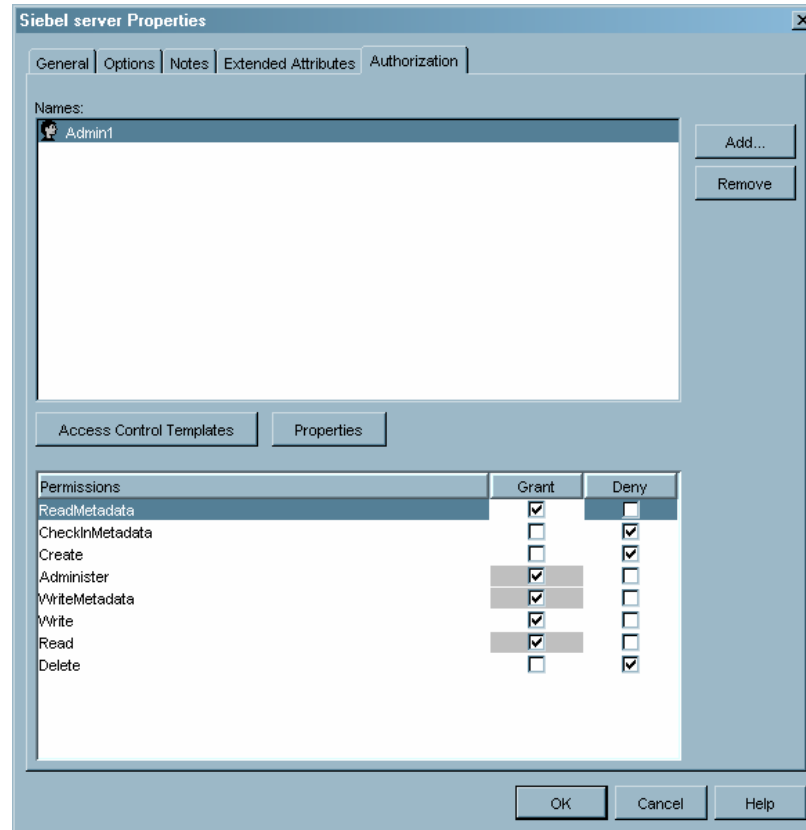 Siebel server Properties
General Options Notes Extended Attributes Authorization
Names:
Admin1
Add...
Remove
Access Control Templates Properties
Permissions Grant Deny
ReadMetadata
CheckInMetadata
Create
Administer
WriteMetadata
Write
Read
Delete
OK Cancel Help